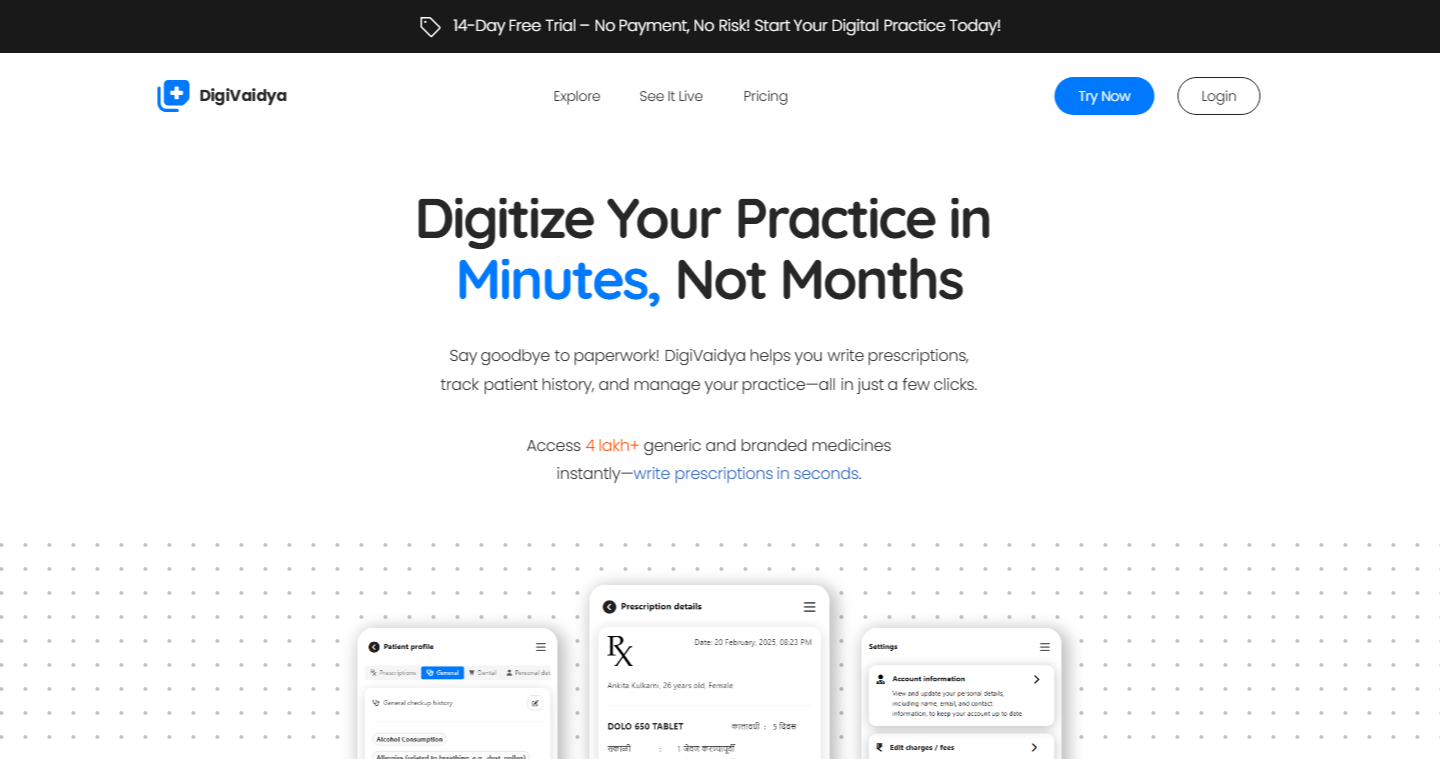 14-Day Free Trial – No Payment, No Risk! Start Your Digital Practice Today!
DigiVaidya
Explore
See It Live
Pricing
Try Now
Login
Digitize Your Practice in
Minutes, Not Months
Say goodbye to paperwork! DigiVaidya helps you write prescriptions,
track patient history, and manage your practice—all in just a few clicks.
Access 4 lakh+ generic and branded medicines
instantly—write prescriptions in seconds.
Patient profile
Prescriptions
General
Dental
Personal det
General checkup history
Alcohol Consumption
Allergies (related to breathing, e.g., dust, pollen)
Prescription details
Rx
Date: 20 February, 2025, 08:23 PM
Ankita Kulkarni, 26 years old, Female
DOLO 650 TABLET
कालावधी : 5 दिवस
सकाळी : 1 जेवण करण्यापूर्वी
Settings
Account information
View and update your personal details,
including name, email, and contact
information, to keep your account up to date.
₹ Edit charges / fees